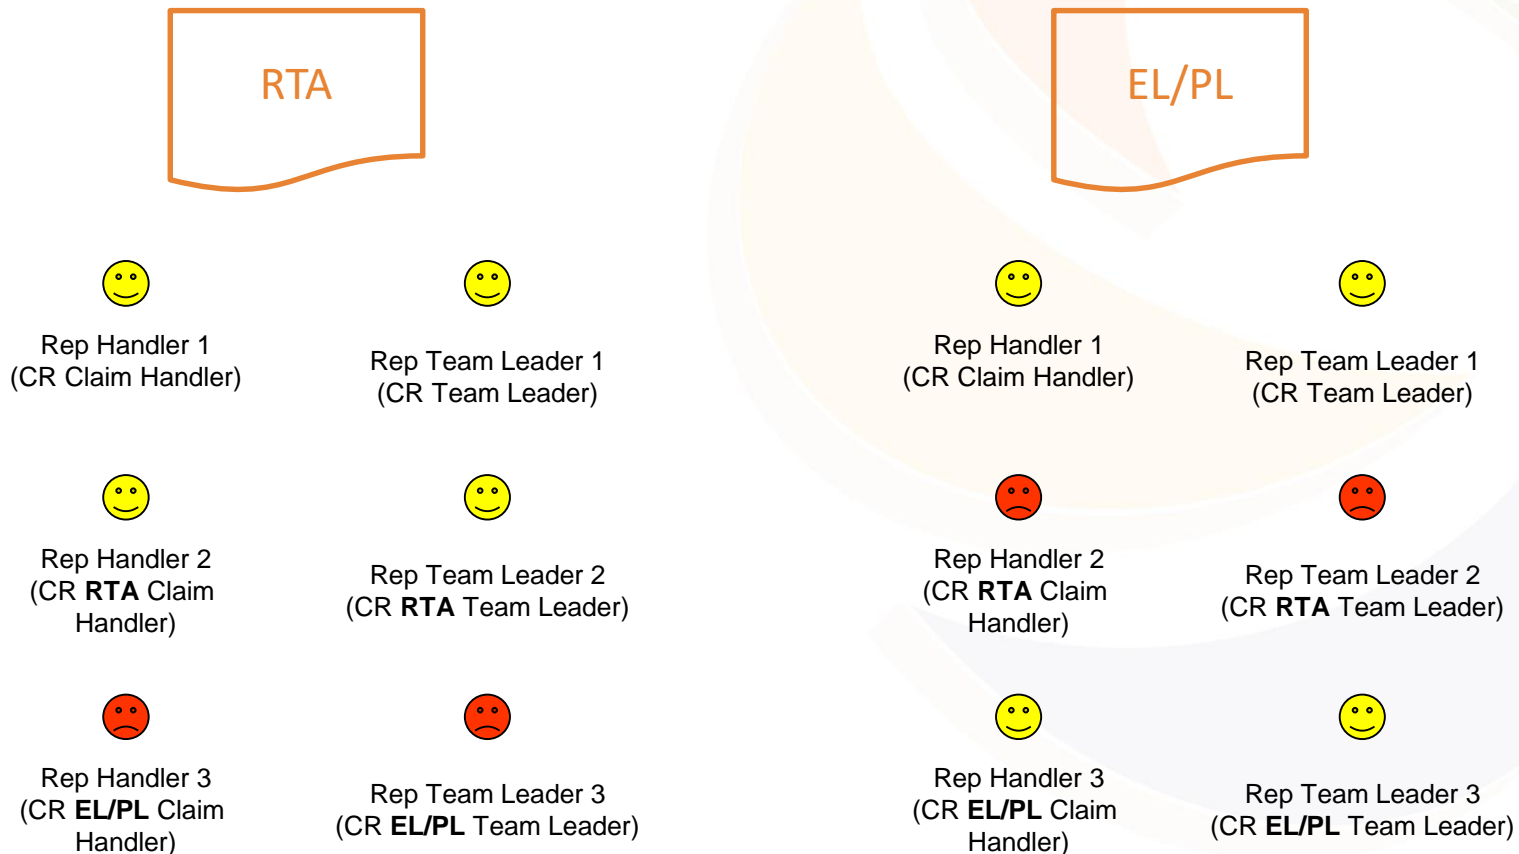 RTA
EL/PL
Rep Handler 1
(CR Claim Handler)
Rep Team Leader 1
(CR Team Leader)
Rep Handler 1
(CR Claim Handler)
Rep Team Leader 1
(CR Team Leader)
Rep Handler 2
(CR RTA Claim
Handler)
Rep Team Leader 2
(CR RTA Team Leader)
Rep Handler 2
(CR RTA Claim
Handler)
Rep Team Leader 2
(CR RTA Team Leader)
Rep Handler 3
(CR EL/PL Claim
Handler)
Rep Team Leader 3
(CR EL/PL Team Leader)
Rep Handler 3
(CR EL/PL Claim
Handler)
Rep Team Leader 3
(CR EL/PL Team Leader)